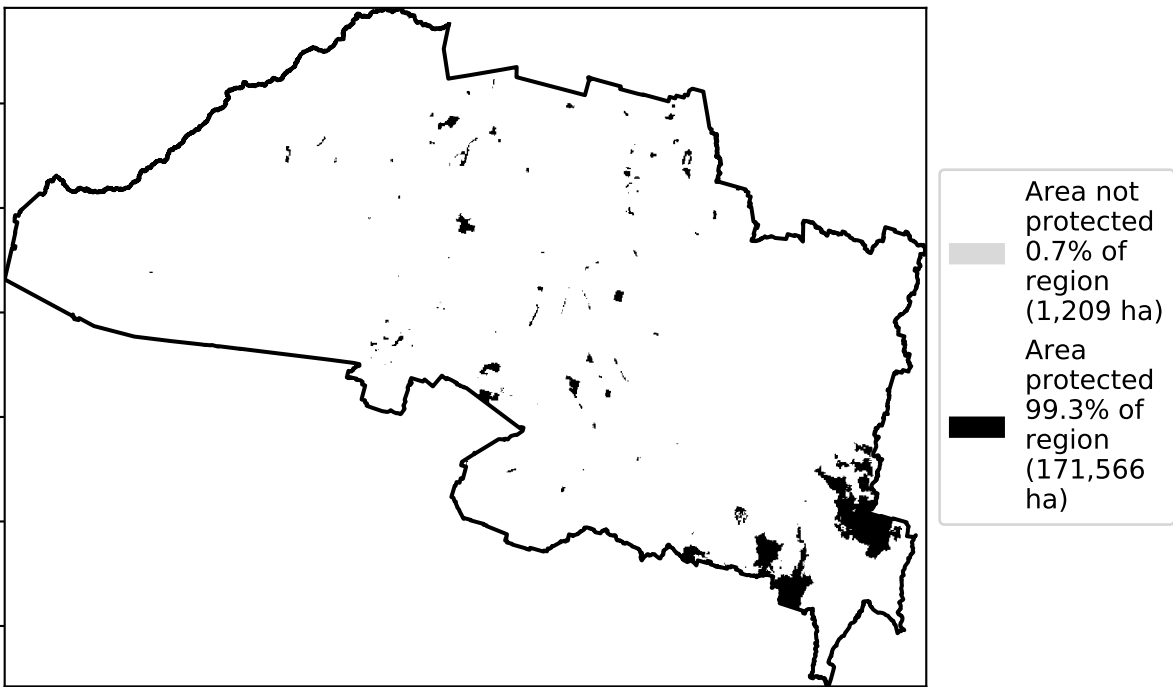 Area not
protected
0.7% of
region
(1,209 ha)
Area
protected
99.3% of
region
(171,566
ha)